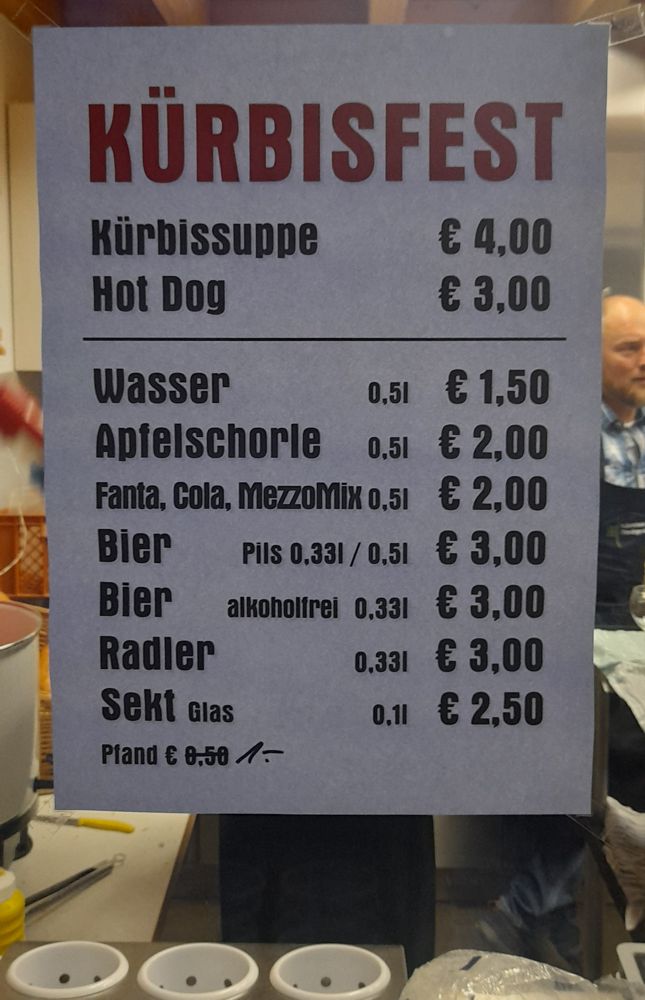 KÜRBISFEST
Kürbissuppe € 4,00
Hot Dog € 3,00
Wasser 0,5l € 1,50
Apfelschorle 0,5l € 2,00
Fanta, Cola, MezzoMix 0,5l € 2,00
Bier Pils 0,33l / 0,5l € 3,00
Bier alkoholfrei 0,33l € 3,00
Radler 0,33l € 3,00
Sekt Glas 0,1l € 2,50
Pfand € 0,50 1,-